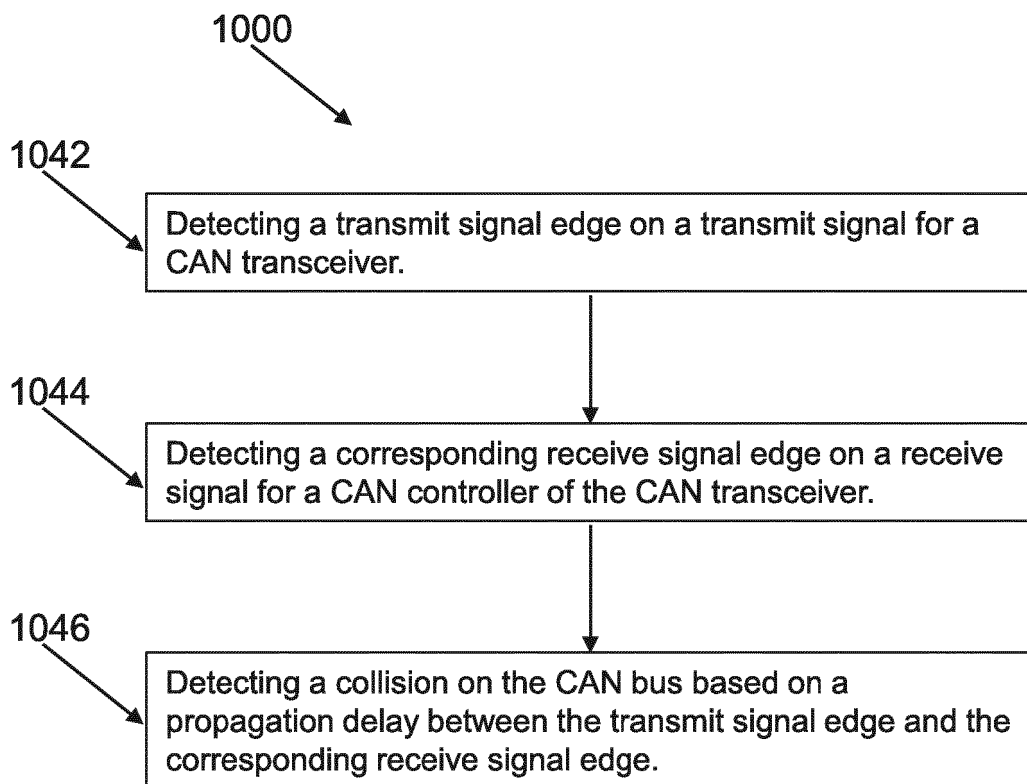 1000
1042
Detecting a transmit signal edge on a transmit signal for a
CAN transceiver.
1044
Detecting a corresponding receive signal edge on a receive
signal for a CAN controller of the CAN transceiver.
1046
Detecting a collision on the CAN bus based on a
propagation delay between the transmit signal edge and the
corresponding receive signal edge.